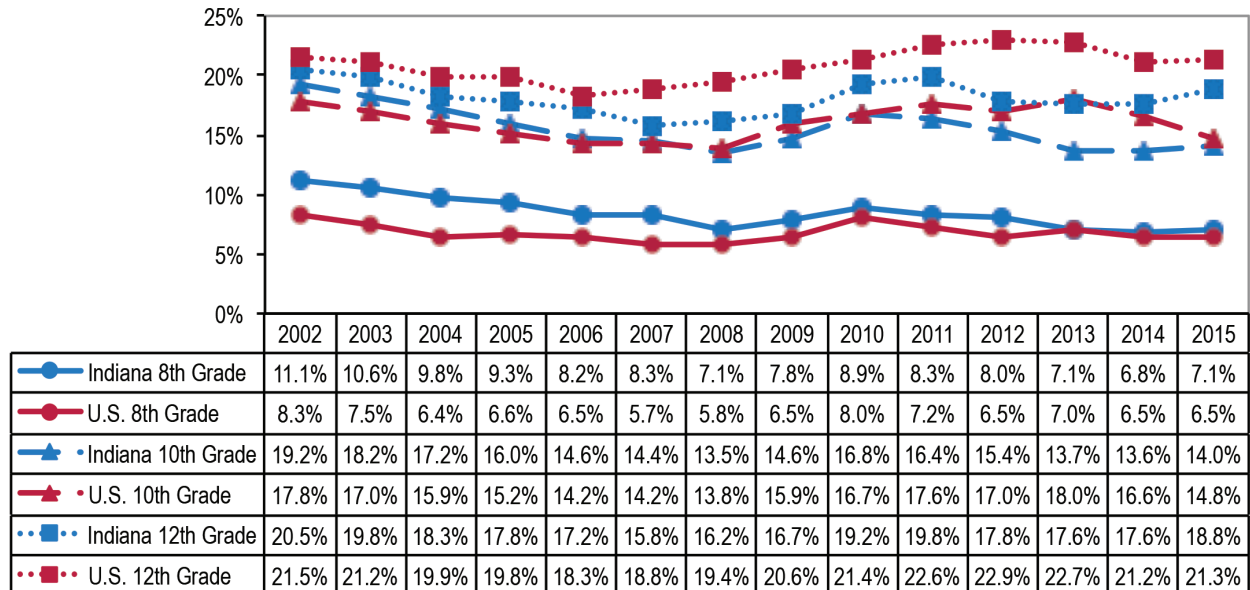 25%
20%
15%
10%
5%
0%
2002 2003 2004 2005 2006 2007 2008 2009 2010 2011 2012 2013 2014 2015
Indiana 8th Grade 11.1% 10.6% 9.8% 9.3% 8.2% 8.3% 7.1% 7.8% 8.9% 8.3% 8.0% 7.1% 6.8% 7.1%
U.S. 8th Grade 8.3% 7.5% 6.4% 6.6% 6.5% 5.7% 5.8% 6.5% 8.0% 7.2% 6.5% 7.0% 6.5% 6.5%
Indiana 10th Grade 19.2% 18.2% 17.2% 16.0% 14.6% 14.4% 13.5% 14.6% 16.8% 16.4% 15.4% 13.7% 13.6% 14.0%
U.S. 10th Grade 17.8% 17.0% 15.9% 15.2% 14.2% 14.2% 13.8% 15.9% 16.7% 17.6% 17.0% 18.0% 16.6% 14.8%
Indiana 12th Grade 20.5% 19.8% 18.3% 17.8% 17.2% 15.8% 16.2% 16.7% 19.2% 19.8% 17.8% 17.6% 17.6% 18.8%
U.S. 12th Grade 21.5% 21.2% 19.9% 19.8% 18.3% 18.8% 19.4% 20.6% 21.4% 22.6% 22.9% 22.7% 21.2% 21.3%